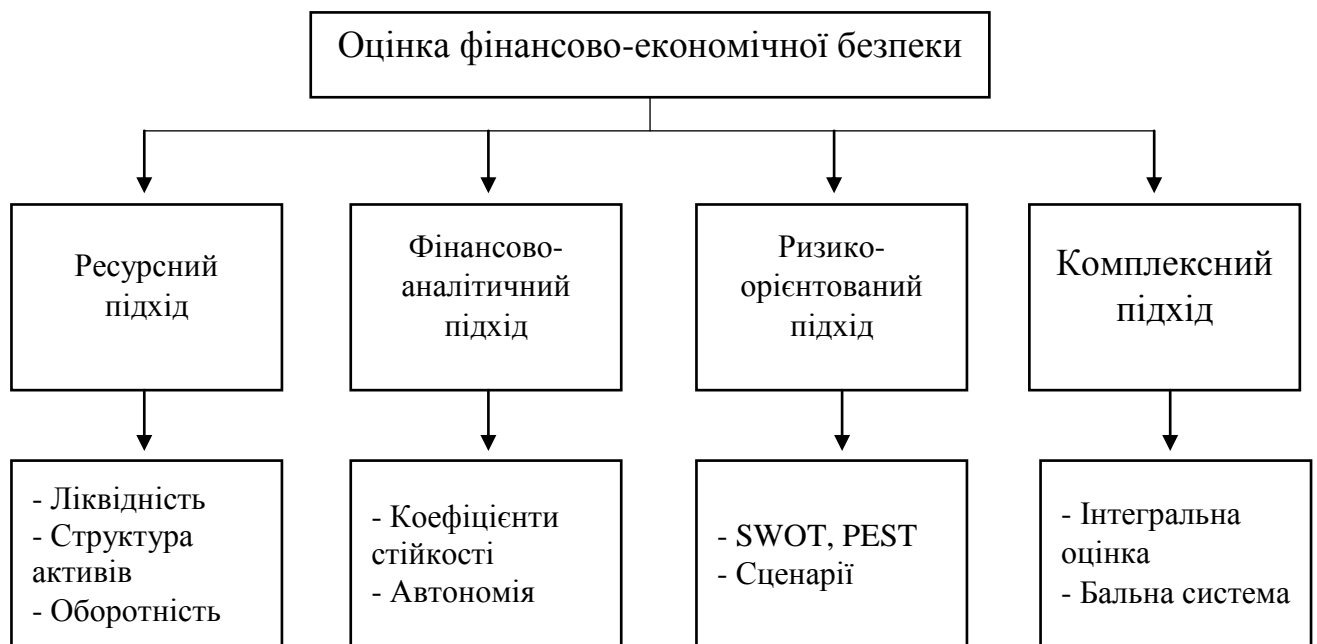 Оцінка фінансово-економічної безпеки
Ресурсний
підхід
Фінансово-
аналітичний
підхід
Ризико-
орієнтований
підхід
Комплексний
підхід
- Ліквідність
- Структура
активів
- Оборотність
- Коефіцієнти
стійкості
- Автономія
- SWOT, PEST
- Сценарії
- Інтегральна
оцінка
- Бальна система